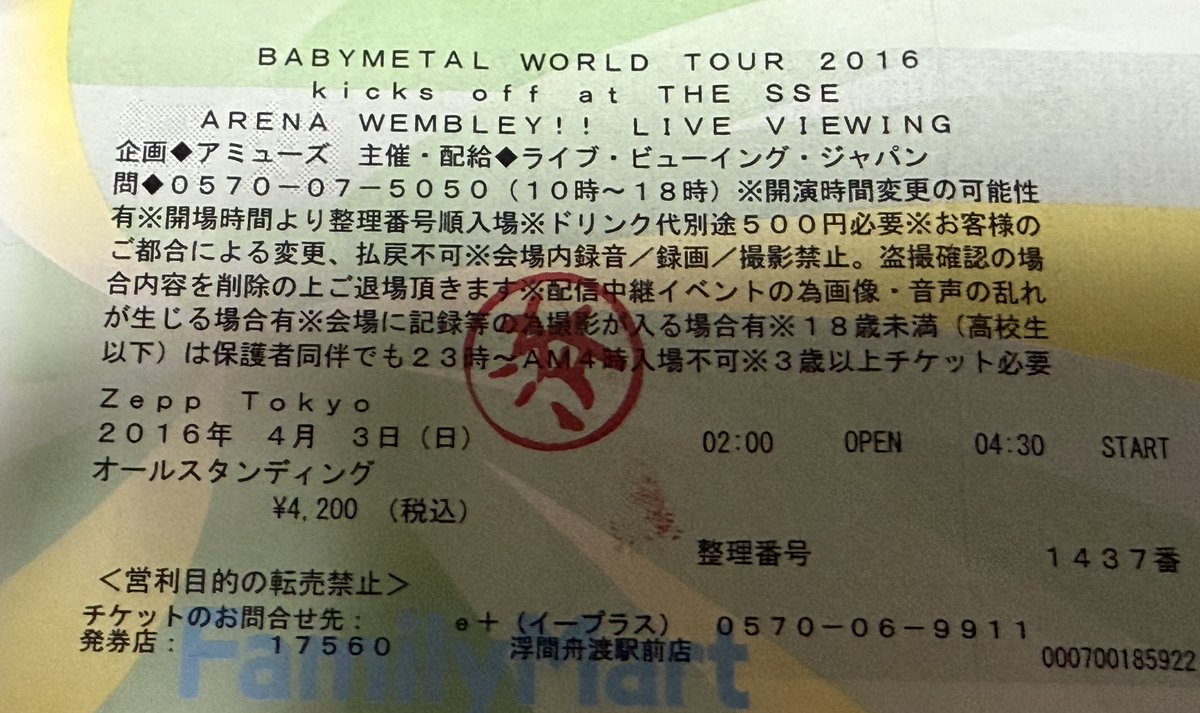 BABYMETAL WORLD TOUR 2016
kicks off at THE SSE
ARENA WEMBLEY!! LIVE VIEWING
企画◆アミューズ 主催・配給◆ライブ・ビューイング・ジャパン
問◆0570-07-5050(10時~18時)※開演時間変更の可能性
有※開場時間より整理番号順入場※ドリンク代別途500円必要※お客様の
ご都合による変更、払戻不可※会場内録音/録画/撮影禁止。盗撮確認の場
合内容を削除の上ご退場頂きます※配信中継イベントの為画像・音声の乱れ
が生じる場合有※会場に記録等の為撮影が入る場合有※18歳未満(高校生
以下)は保護者同伴でも23時~AM4時入場不可※3歳以上チケット必要
Zepp Tokyo
2016年 4月 3日(日) 02:00 OPEN 04:30 START
オールスタンディング
¥4,200 (税込)
整理番号 1437番
<営利目的の転売禁止>
チケットのお問合せ先: e+(イープラス) 0570-06-9911
発券店: 17560 浮間舟渡駅前店 000700185922
FamilyMart